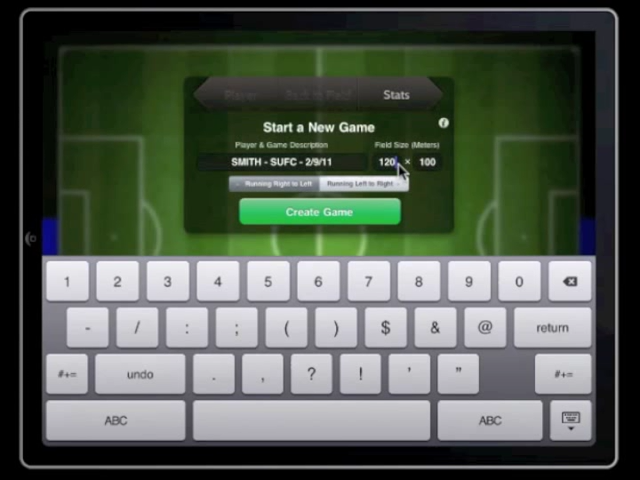 Stats
Start a New Game
Player & Game Description Field Size (Meters)
SMITH - SUFC - 2/9/11 120 × 100
Running Right to Left Running Left to Right
Create Game
1 2 3 4 5 6 7 8 9 0
- / : ; ( ) $ & @ return
#+= undo . , ? ! ' " #+=
ABC ABC